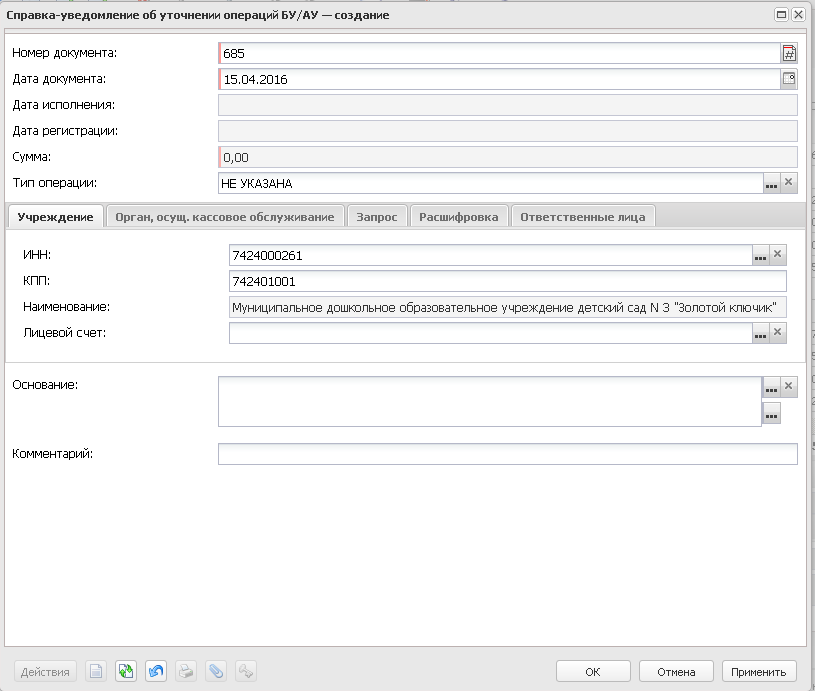 Справка-уведомление об уточнении операций БУ/АУ — создание
Номер документа: 685
Дата документа: 15.04.2016
Дата исполнения:
Дата регистрации:
Сумма: 0,00
Тип операции: НЕ УКАЗАНА
Учреждение Орган, осущ. кассовое обслуживание Запрос Расшифровка Ответственные лица
ИНН: 7424000261
КПП: 742401001
Наименование: Муниципальное дошкольное образовательное учреждение детский сад N 3 "Золотой ключик"
Лицевой счет:
Основание:
Комментарий:
Действия ОК Отмена Применить